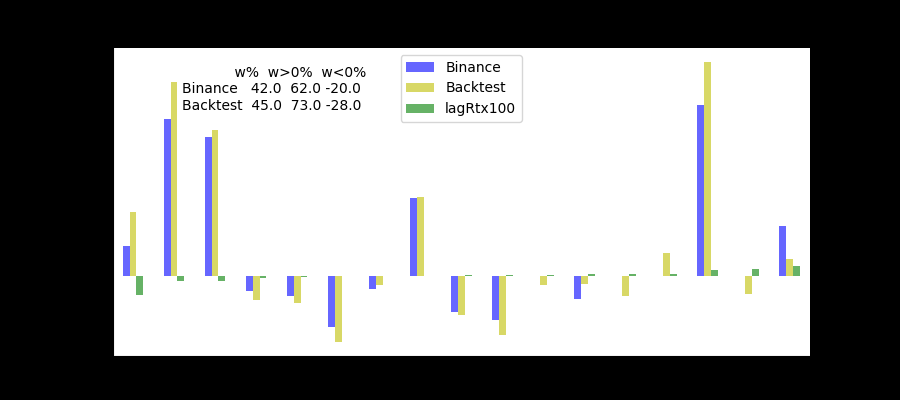 w% w>0% w<0%
Binance 42.0 62.0 -20.0
Backtest 45.0 73.0 -28.0
Binance
Backtest
lagRtx100